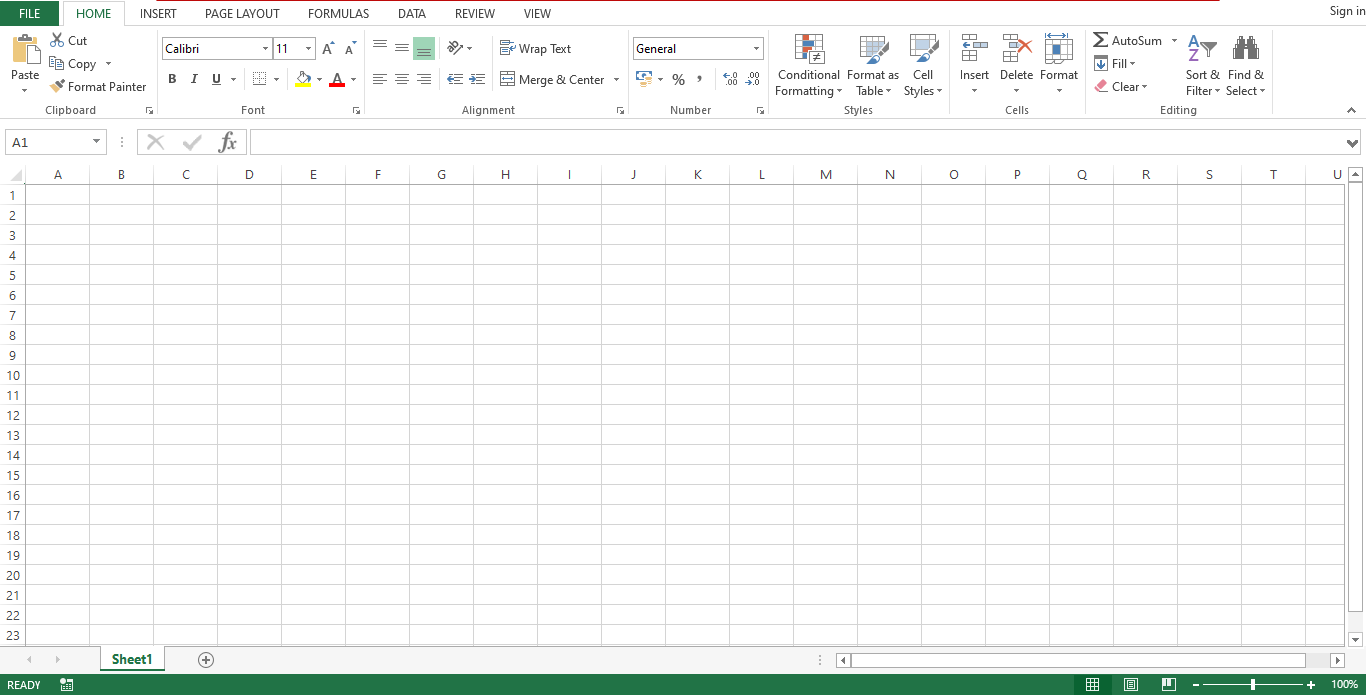 FILE HOME INSERT PAGE LAYOUT FORMULAS DATA REVIEW VIEW Sign in
Paste
Cut
Copy
Format Painter
Clipboard
Calibri 11
B I U A
Font
Wrap Text
Merge & Center
Alignment
General
% , .00
Number
Conditional
Formatting
Format as
Table
Cell
Styles
Styles
Insert Delete Format
Cells
AutoSum
Fill
Clear
Sort &
Filter
Find &
Select
Editing
A1 fx
A B C D E F G H I J K L M N O P Q R S T U
1
2
3
4
5
6
7
8
9
10
11
12
13
14
15
16
17
18
19
20
21
22
23
Sheet1
READY 100%